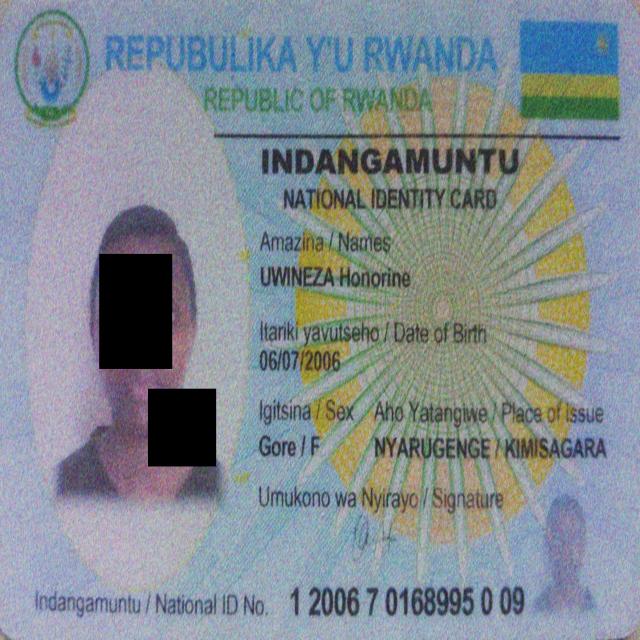 REPUBULIKA Y'U RWANDA
REPUBLIC OF RWANDA
INDANGAMUNTU
NATIONAL IDENTITY CARD
Amazina / Names
UWINEZA Honorine
Itariki yavutseho / Date of Birth
06/07/2006
Igitsina / Sex Aho Yatangiwe / Place of Issue
Gore / F NYARUGENGE / KIMISAGARA
Umukono wa Nyirayo / Signature
Indangamuntu / National ID No. 1 2006 7 0168995 0 09